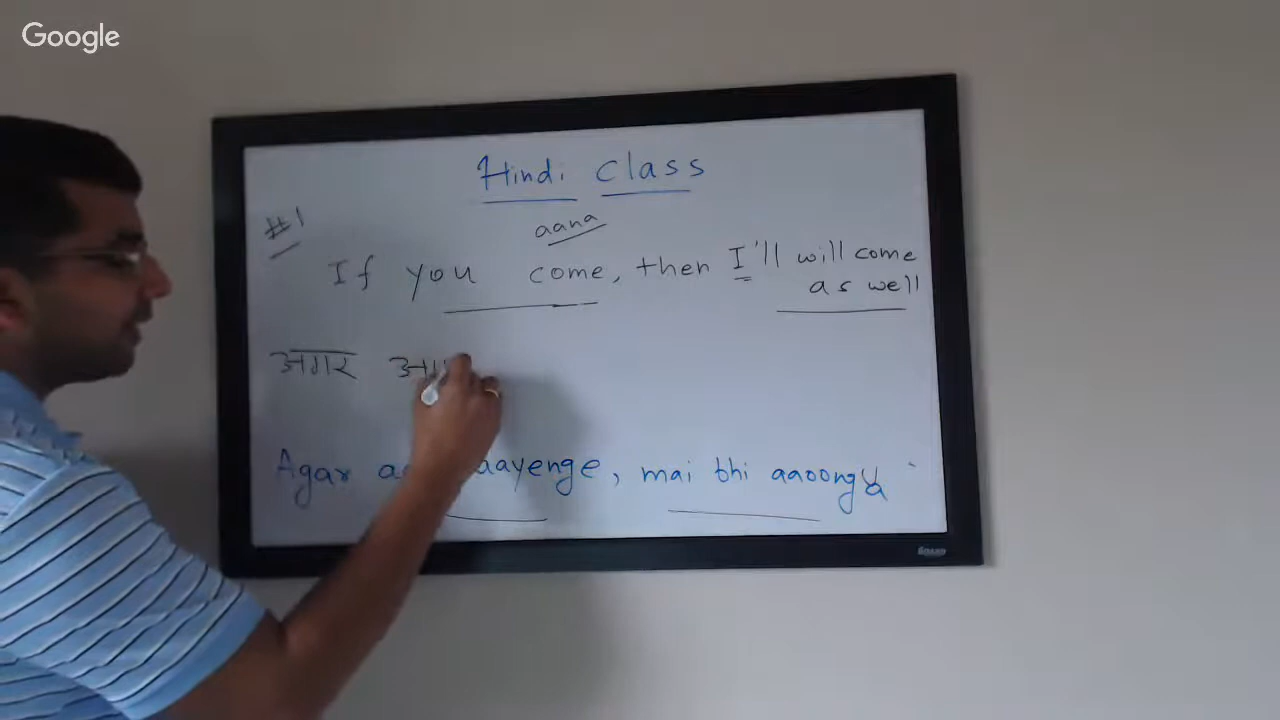 Google
Hindi class
#1
aana
If you come, then I'll will come
as well
अगर
Agar aayenge, mai bhi aaoonga